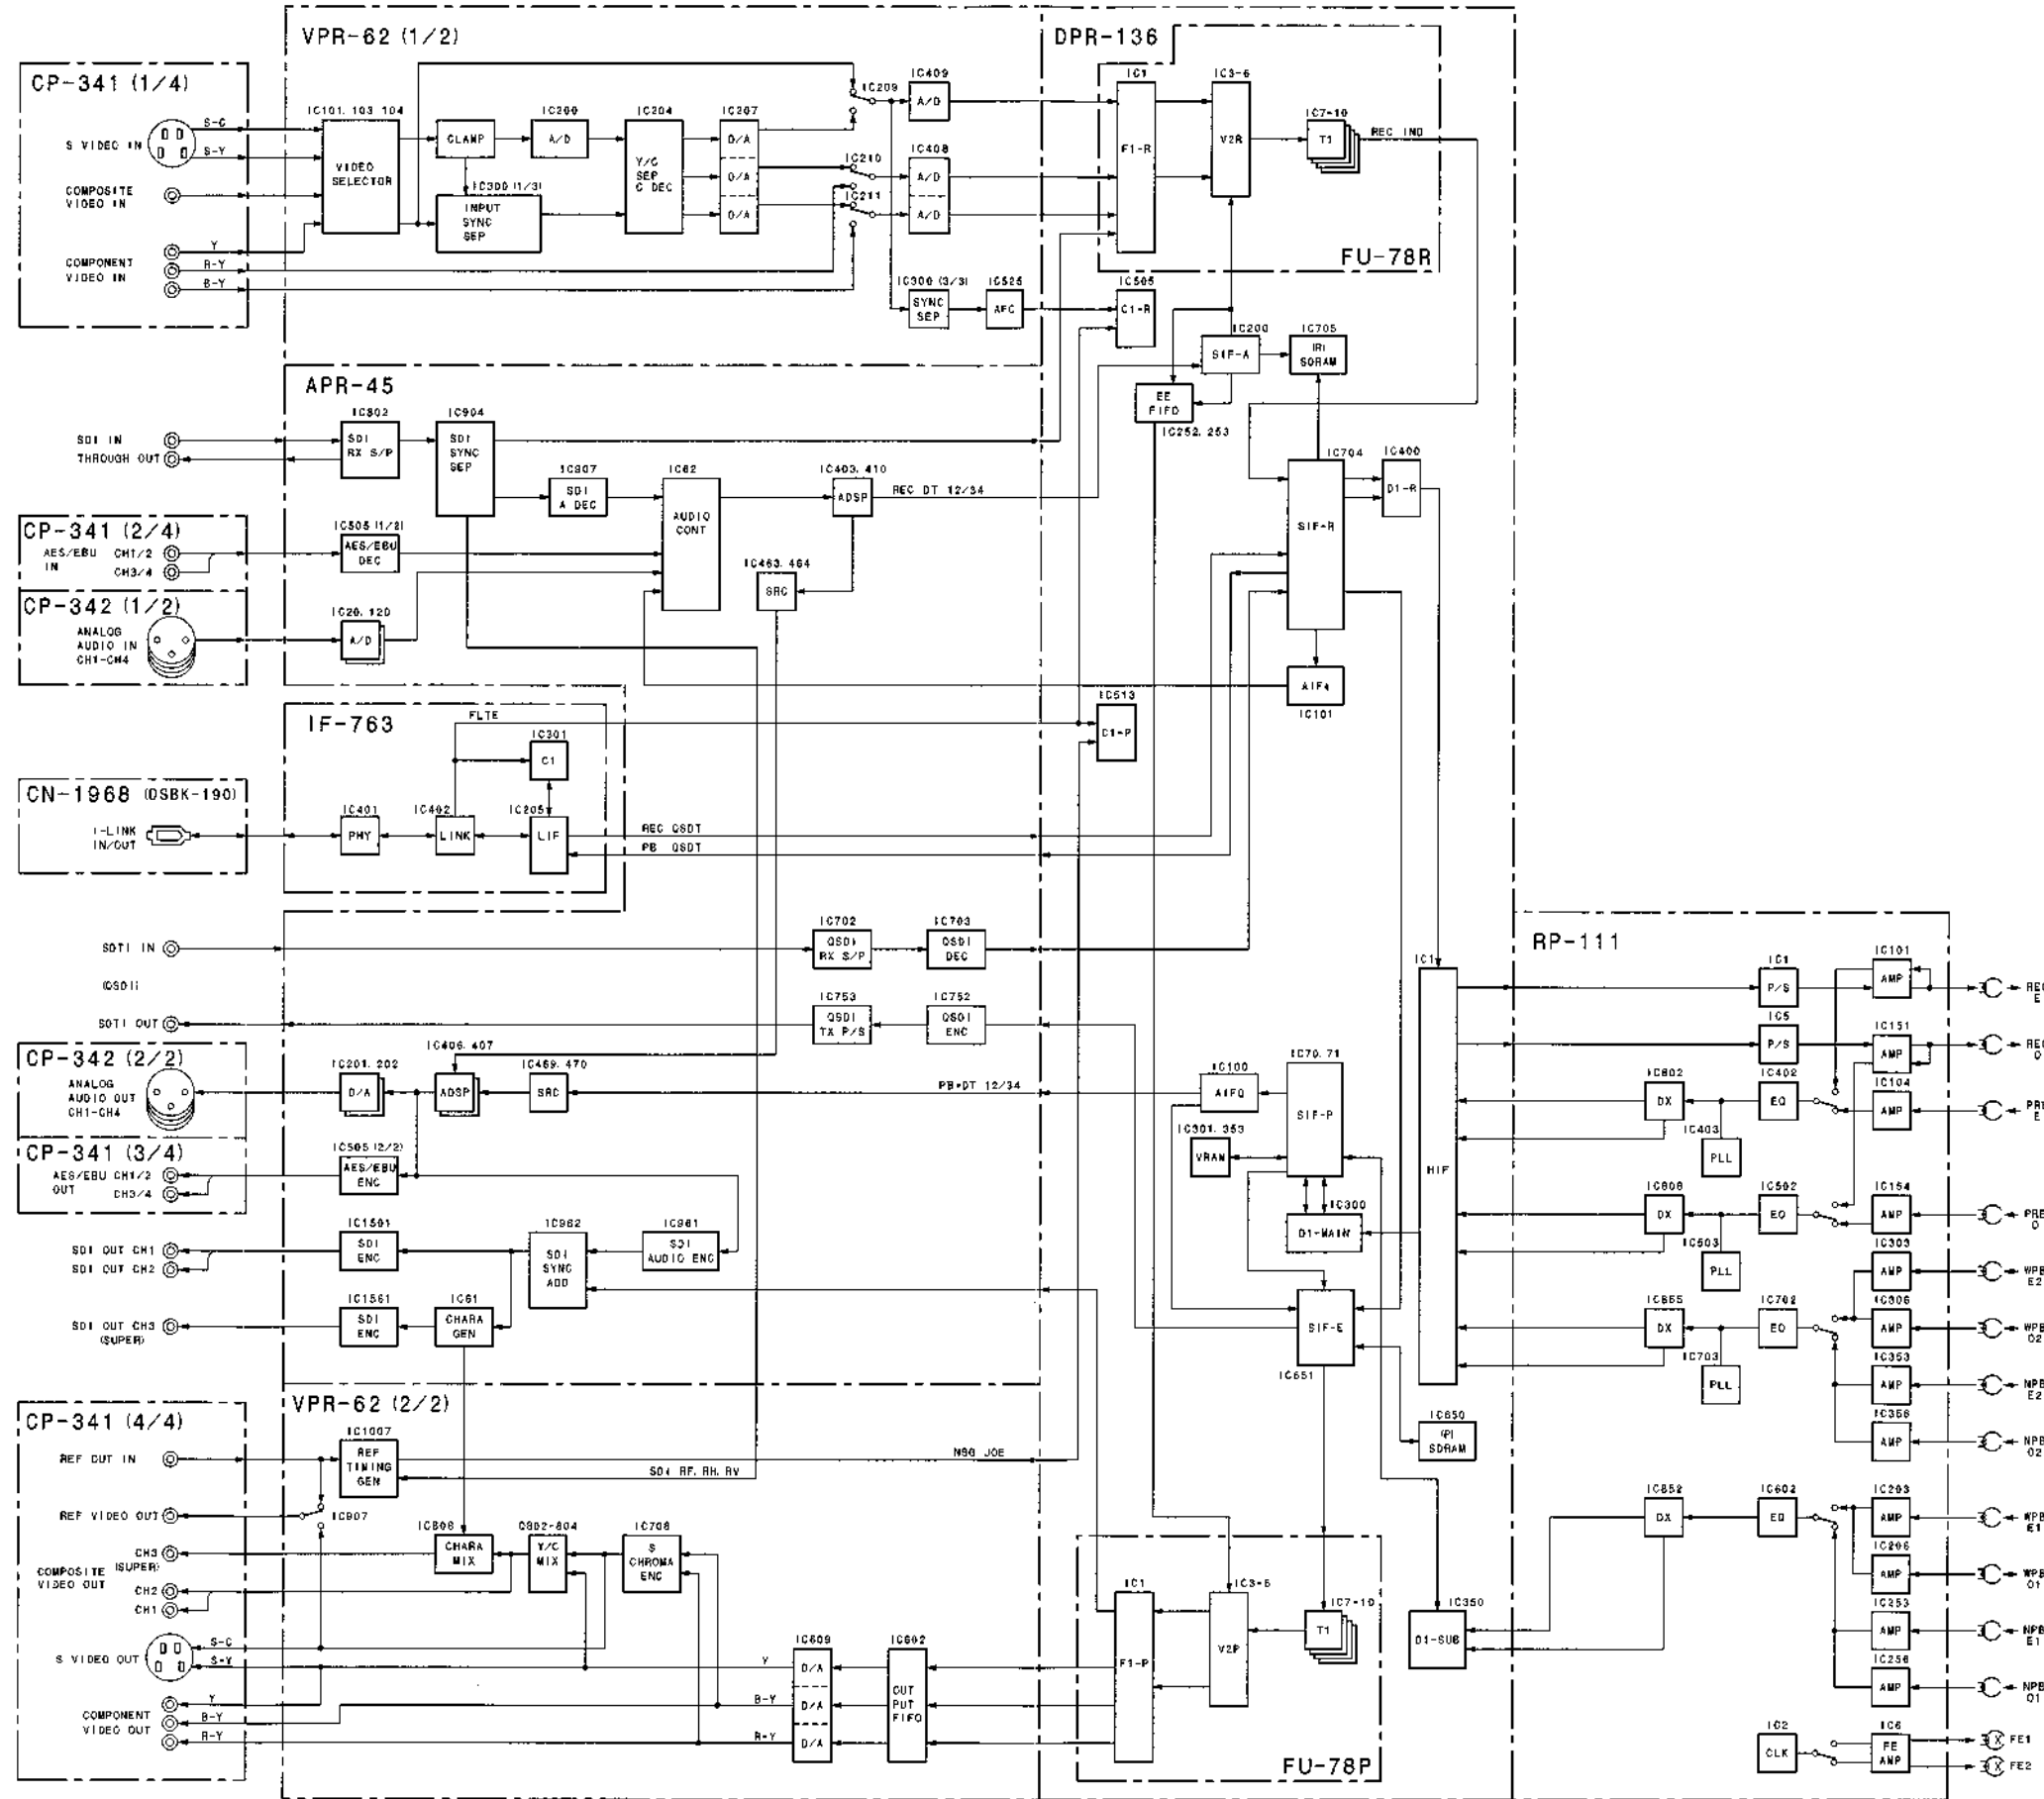 VPR-62 (1/2)
DPR-136
CP-341 (1/4)
S VIDEO IN
S-C
S-Y
COMPOSITE
VIDEO IN
COMPONENT
VIDEO IN
Y
R-Y
B-Y
IC101, 103, 104
VIDEO
SELECTOR
CLAMP
IC200
A/D
IC300 (1/3)
INPUT
SYNC
SEP
IC204
Y/C
SEP
C DEC
IC207
D/A
D/A
D/A
IC209
IC210
IC211
IC409
A/D
IC408
A/D
A/D
IC300 (3/3)
SYNC
SEP
IC525
AFC
IC1
F1-R
IC3-6
V2R
IC7-10
T1
REC IND
FU-78R
IC505
C1-R
IC200
SIF-A
IC705
(R)
SDRAM
EE
FIFO
IC252, 253
APR-45
SDI IN
THROUGH OUT
IC802
SDI
RX S/P
IC904
SDI
SYNC
SEP
IC907
SDI
A DEC
IC62
AUDIO
CONT
IC403, 410
ADSP
REC DT 12/34
IC463, 464
SRC
IC704
SIF-R
IC400
D1-R
AIF4
IC101
CP-341 (2/4)
AES/EBU
IN
CH1/2
CH3/4
IC505 (1/2)
AES/EBU
DEC
CP-342 (1/2)
ANALOG
AUDIO IN
CH1-CH4
IC20, 120
A/D
IF-763
FLTE
IC301
C1
IC401
PHY
IC402
LINK
IC205
LIF
REC QSDT
PB QSDT
IC513
C1-P
CN-1968 (DSBK-190)
i-LINK
IN/OUT
SDTI IN
(QSDI)
SDTI OUT
IC702
QSDI
RX S/P
IC703
QSDI
DEC
IC753
QSDI
TX P/S
IC752
QSDI
ENC
CP-342 (2/2)
ANALOG
AUDIO OUT
CH1-CH4
IC201, 202
D/A
IC406, 407
ADSP
IC469, 470
SRC
PB-DT 12/34
IC100
AIFQ
IC70, 71
SIF-P
IC301, 353
VRAM
IC300
D1-MAIN
SIF-E
IC651
IC650
(P)
SDRAM
CP-341 (3/4)
AES/EBU CH1/2
OUT
CH3/4
IC505 (2/2)
AES/EBU
ENC
SDI OUT CH1
SDI OUT CH2
IC1501
SDI
ENC
IC962
SDI
SYNC
ADD
IC961
SDI
AUDIO ENC
SDI OUT CH3
(SUPER)
IC1561
SDI
ENC
IC61
CHARA
GEN
VPR-62 (2/2)
CP-341 (4/4)
REF OUT IN
REF VIDEO OUT
IC1007
REF
TIMING
GEN
SDI RF, RH, RV
IC907
COMPOSITE
VIDEO OUT
CH3
(SUPER)
CH2
CH1
IC806
CHARA
MIX
Q802-804
Y/C
MIX
IC708
S
CHROMA
ENC
S VIDEO OUT
S-C
S-Y
COMPONENT
VIDEO OUT
Y
B-Y
R-Y
Y
B-Y
R-Y
IC609
D/A
D/A
D/A
IC602
OUT
PUT
FIFO
IC1
F1-P
IC3-6
V2P
IC7-10
T1
FU-78P
IC350
D1-SUB
IC1
HIF
RP-111
IC1
P/S
IC5
P/S
IC101
AMP
IC151
AMP
IC104
AMP
IC802
DX
IC402
EQ
IC403
PLL
IC808
DX
IC502
EQ
IC503
PLL
IC154
AMP
IC303
AMP
IC306
AMP
IC353
AMP
IC356
AMP
IC855
DX
IC702
EQ
IC703
PLL
IC852
DX
IC602
EQ
IC203
AMP
IC206
AMP
IC253
AMP
IC256
AMP
IC2
CLK
IC6
FE
AMP
FE1
FE2